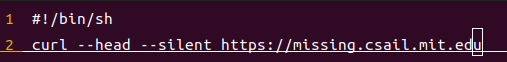 1 #!/bin/sh
2 curl --head --silent https://missing.csail.mit.edu